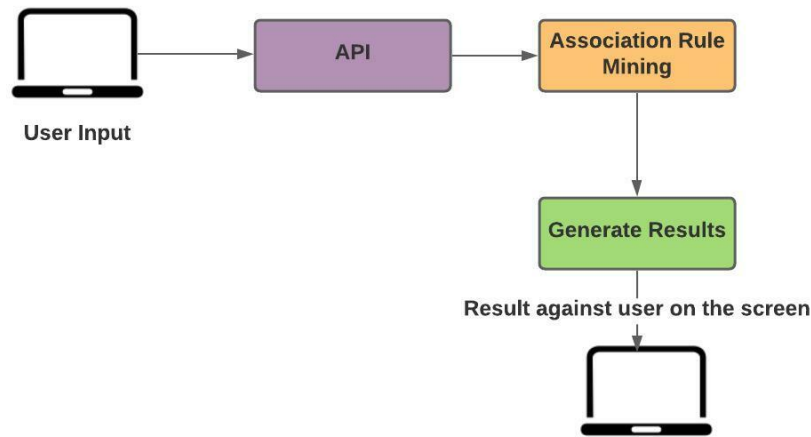 API
Association Rule
Mining
User Input
Generate Results
Result against user on the screen